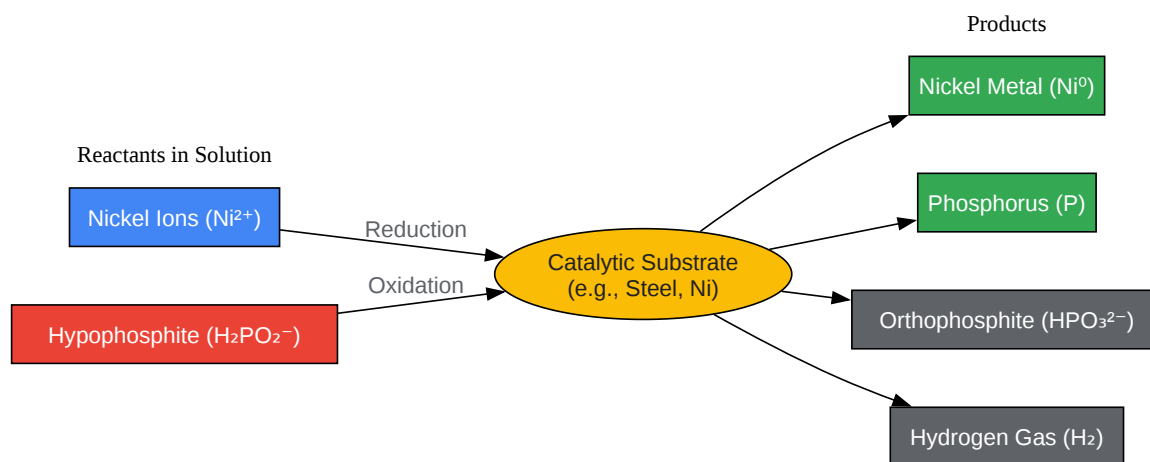 Products
Nickel Metal (Ni⁰)
Reactants in Solution
Phosphorus (P)
Nickel Ions (Ni²⁺)
Reduction
Catalytic Substrate
(e.g., Steel, Ni)
Oxidation
Orthophosphite (HPO₃²⁻)
Hypophosphite (H₂PO₂⁻)
Hydrogen Gas (H₂)